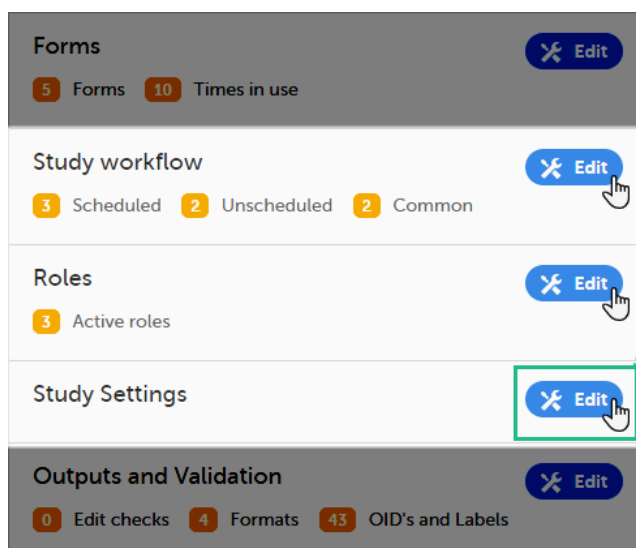 Forms
Edit
5 Forms 10 Times in use
Study workflow
Edit
3 Scheduled 2 Unscheduled 2 Common
Roles
Edit
3 Active roles
Study Settings
Edit
Outputs and Validation
Edit
0 Edit checks 4 Formats 43 OID's and Labels